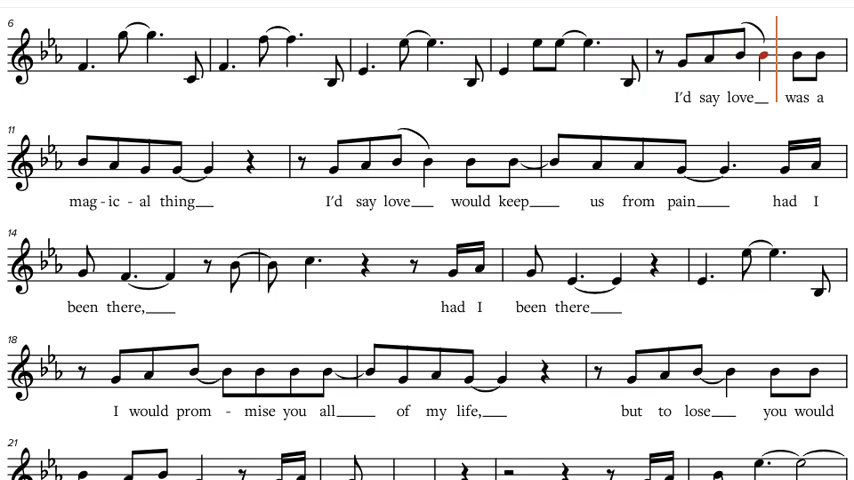 6
I'd say love__ was a
11
mag - ic - al thing__ I'd say love__ would keep__ us from pain__ had I
14
been there,__ had I been there__
18
I would prom - mise you all__ of my life,__ but to lose__ you would
21